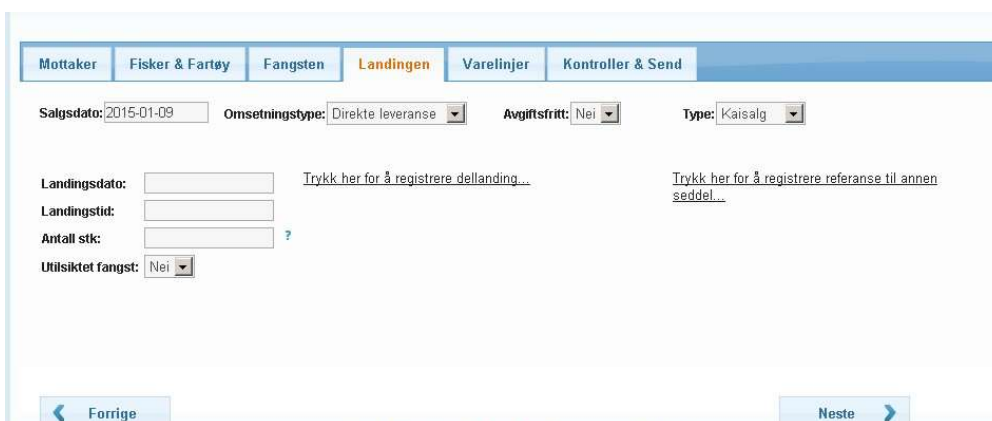 Mottaker Fisker & Fartøy Fangsten Landingen Varelinjer Kontroller & Send
Salgsdato: 2015-01-09 Omsetningstype: Direkte leveranse Avgiftsfritt: Nei Type: Kaisalg
Landingsdato: Trykk her for å registrere dellanding... Trykk her for å registrere referanse til annen
seddel...
Landingstid:
Antall stk: ?
Utilsiktet fangst: Nei
Forrige Neste